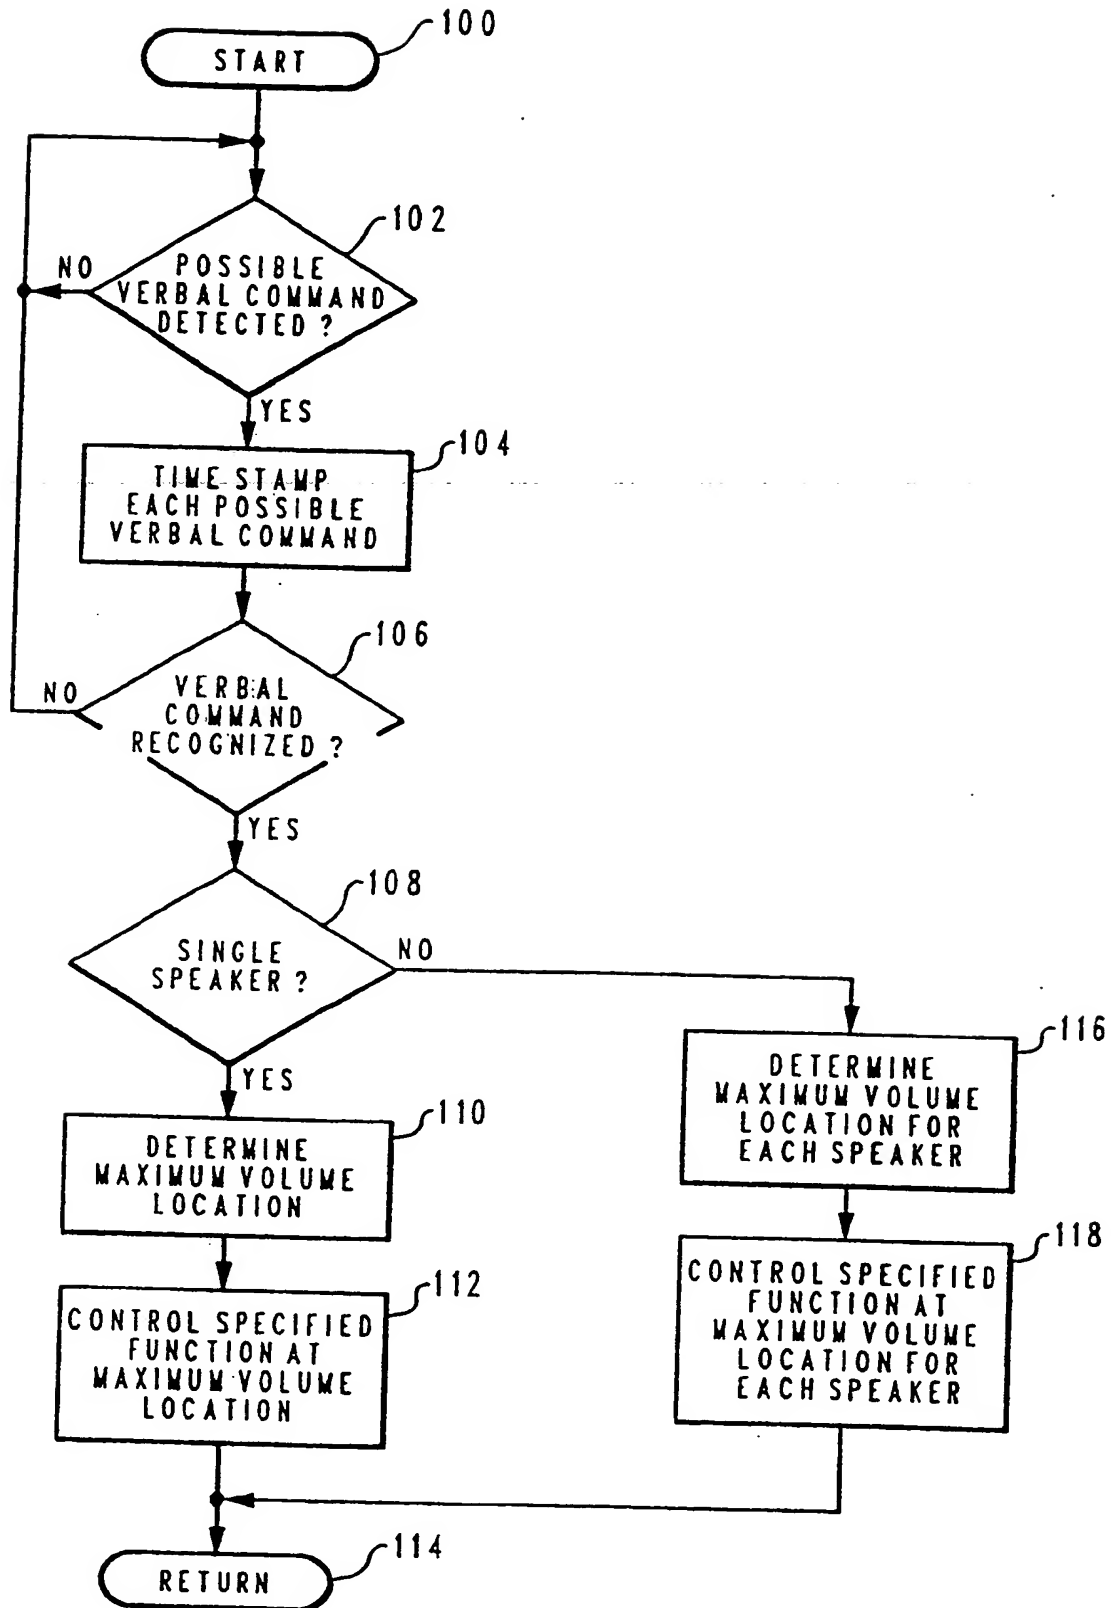 100
START
102
NO
POSSIBLE
VERBAL COMMAND
DETECTED ?
YES
104
TIME STAMP
EACH POSSIBLE
VERBAL COMMAND
106
NO
VERBAL
COMMAND
RECOGNIZED ?
YES
108
SINGLE
SPEAKER ?
NO
YES
110
DETERMINE
MAXIMUM VOLUME
LOCATION
112
CONTROL SPECIFIED
FUNCTION AT
MAXIMUM VOLUME
LOCATION
116
DETERMINE
MAXIMUM VOLUME
LOCATION FOR
EACH SPEAKER
118
CONTROL SPECIFIED
FUNCTION AT
MAXIMUM VOLUME
LOCATION FOR
EACH SPEAKER
114
RETURN